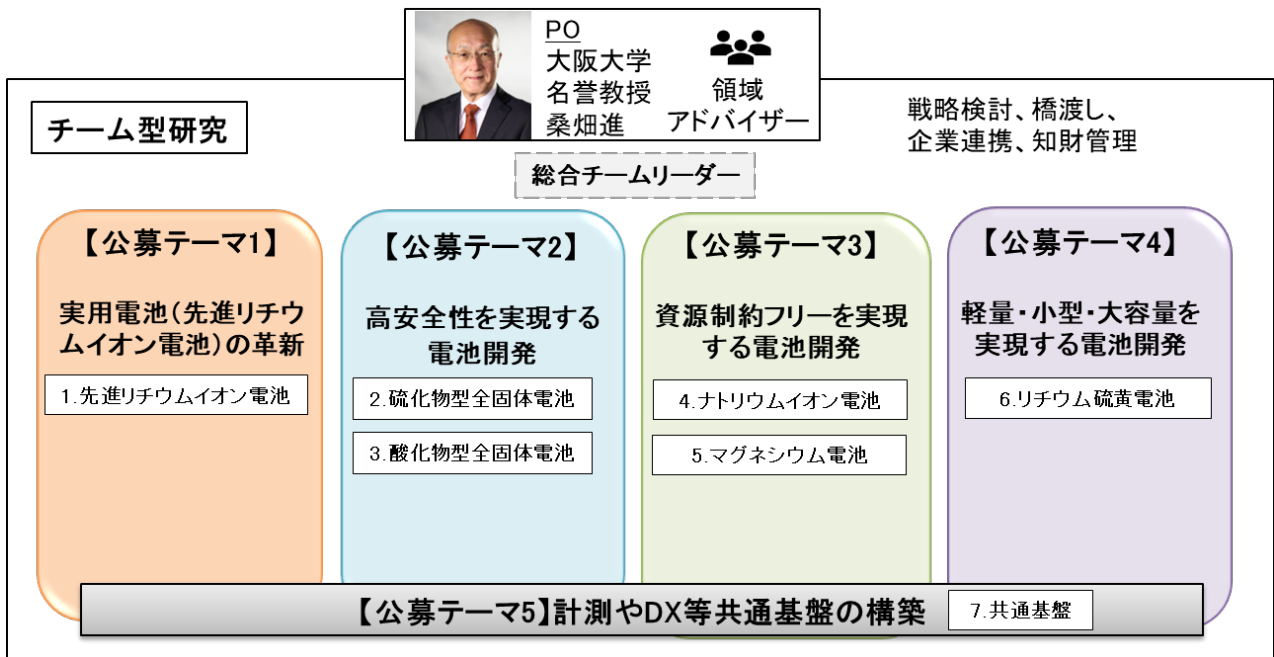 PO
大阪大学
名誉教授
桑畑進
領域
アドバイザー
チーム型研究
戦略検討、橋渡し、
企業連携、知財管理
総合チームリーダー
【公募テーマ1】
実用電池(先進リチウ
ムイオン電池)の革新
1.先進リチウムイオン電池
【公募テーマ2】
高安全性を実現する
電池開発
2.硫化物型全固体電池
3.酸化物型全固体電池
【公募テーマ3】
資源制約フリーを実現
する電池開発
4.ナトリウムイオン電池
5.マグネシウム電池
【公募テーマ4】
軽量・小型・大容量を
実現する電池開発
6.リチウム硫黄電池
【公募テーマ5】計測やDX等共通基盤の構築
7.共通基盤